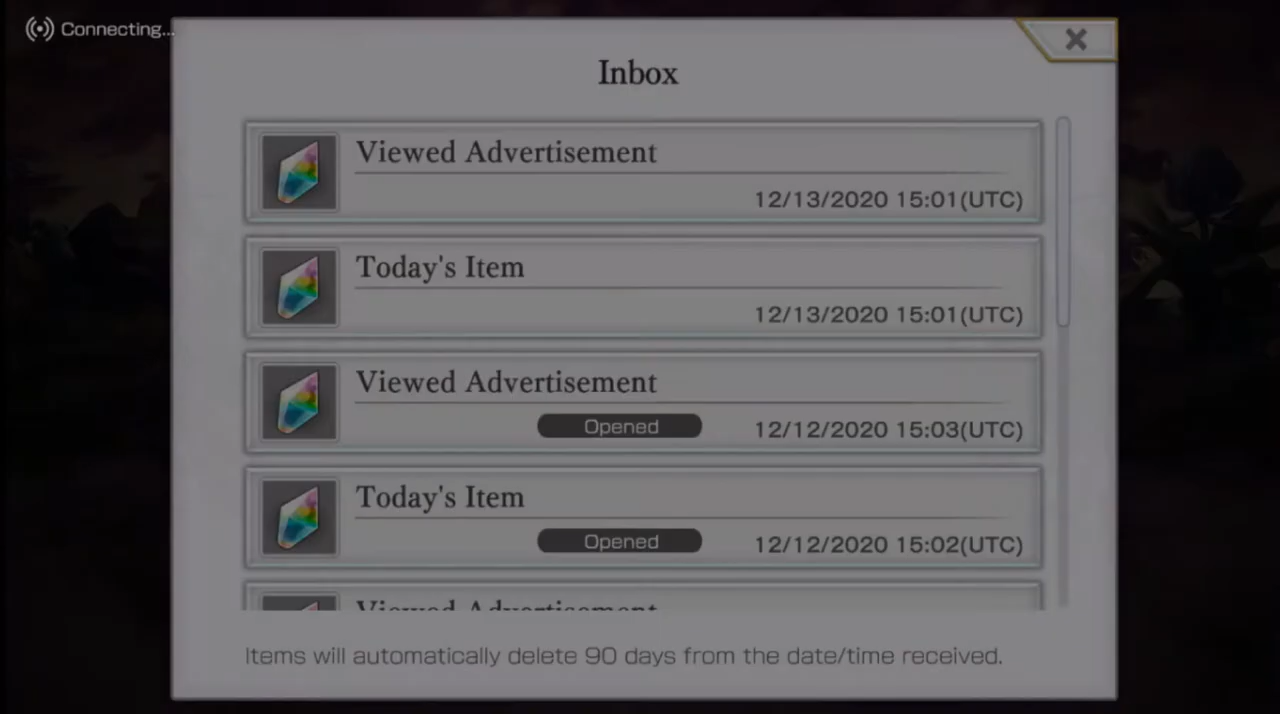 Connecting...
Inbox
Viewed Advertisement
12/13/2020 15:01(UTC)
Today's Item
12/13/2020 15:01(UTC)
Viewed Advertisement
Opened 12/12/2020 15:03(UTC)
Today's Item
Opened 12/12/2020 15:02(UTC)
Viewed Advertisement
Items will automatically delete 90 days from the date/time received.